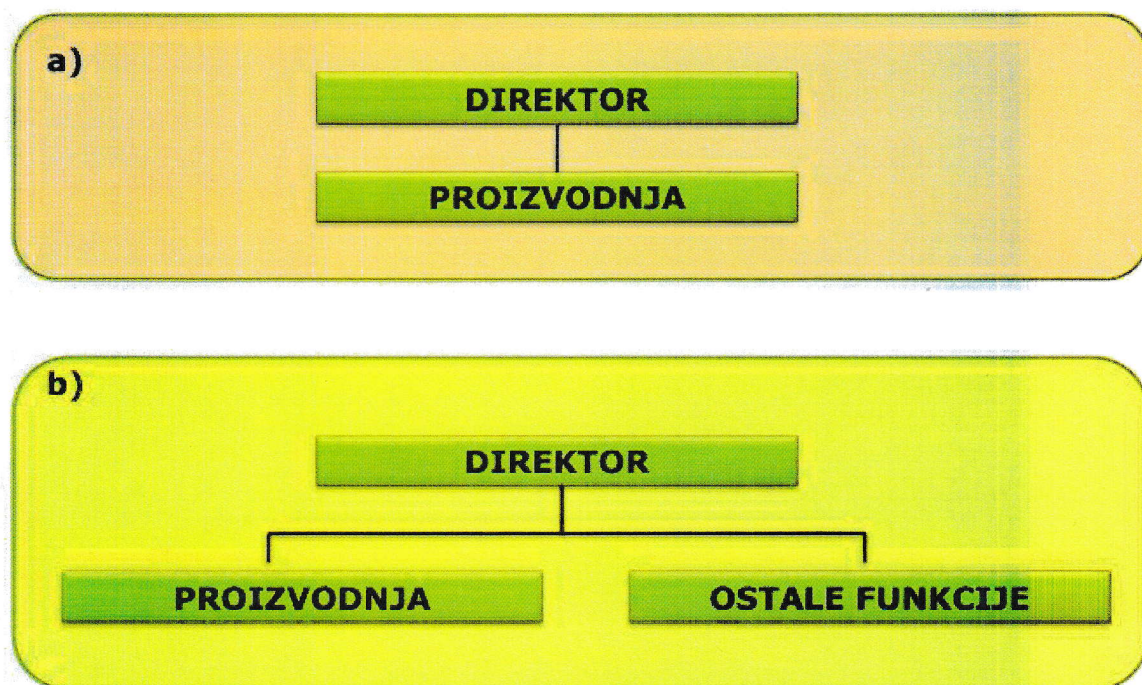 a)
DIREKTOR
PROIZVODNJA
b)
DIREKTOR
PROIZVODNJA OSTALE FUNKCIJE